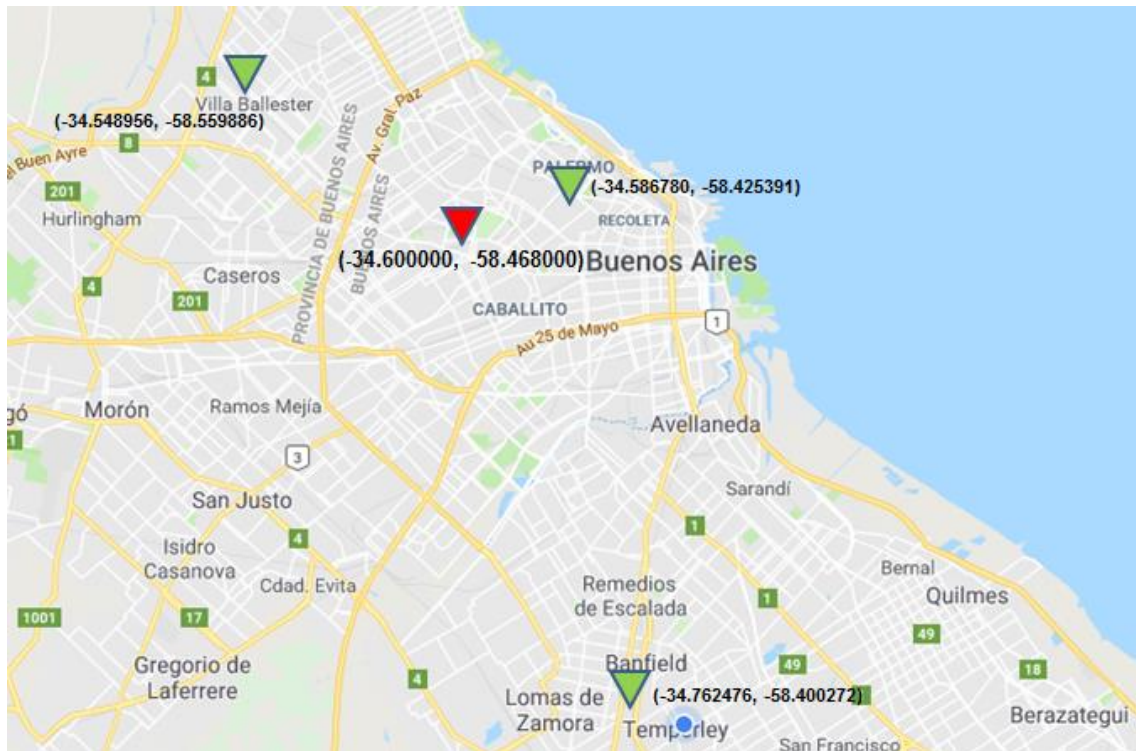 4
Villa Ballester
(-34.548956, -58.559886)
8
Buen Ayre
Av. Gral. Paz
PROVINCIA DE BUENOS AIRES
BUENOS AIRES
PALERMO
(-34.586780, -58.425391)
201
Hurlingham
RECOLETA
(-34.600000, -58.468000)
Buenos Aires
Caseros
4
201
CABALLITO
1
Au 25 de Mayo
Morón
Ramos Mejía
Avellaneda
3
San Justo
Sarandí
1
4
Isidro
Casanova
Cdad. Evita
Remedios
de Escalada
Bernal
Quilmes
1
1001
17
49
Gregorio de
Laferrere
4
Banfield
49
18
Lomas de
Zamora
(-34.762476, -58.400272)
Temperley
Berazategui
San Francisco